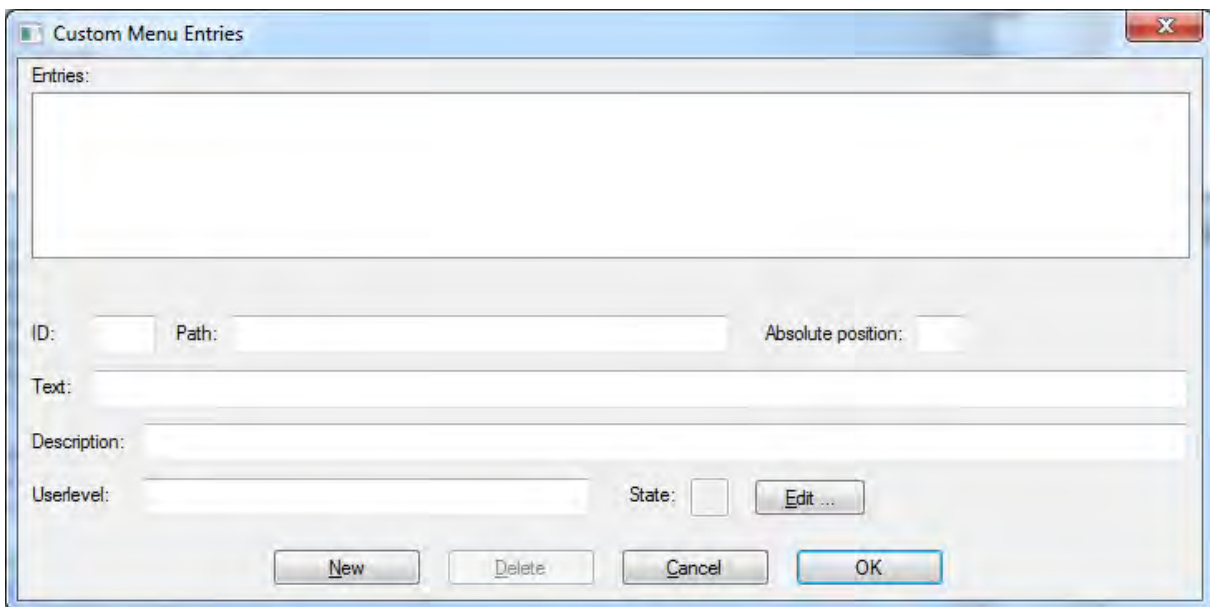 Custom Menu Entries
Entries:
ID: Path: Absolute position:
Text:
Description:
Userlevel: State: Edit ...
New Delete Cancel OK